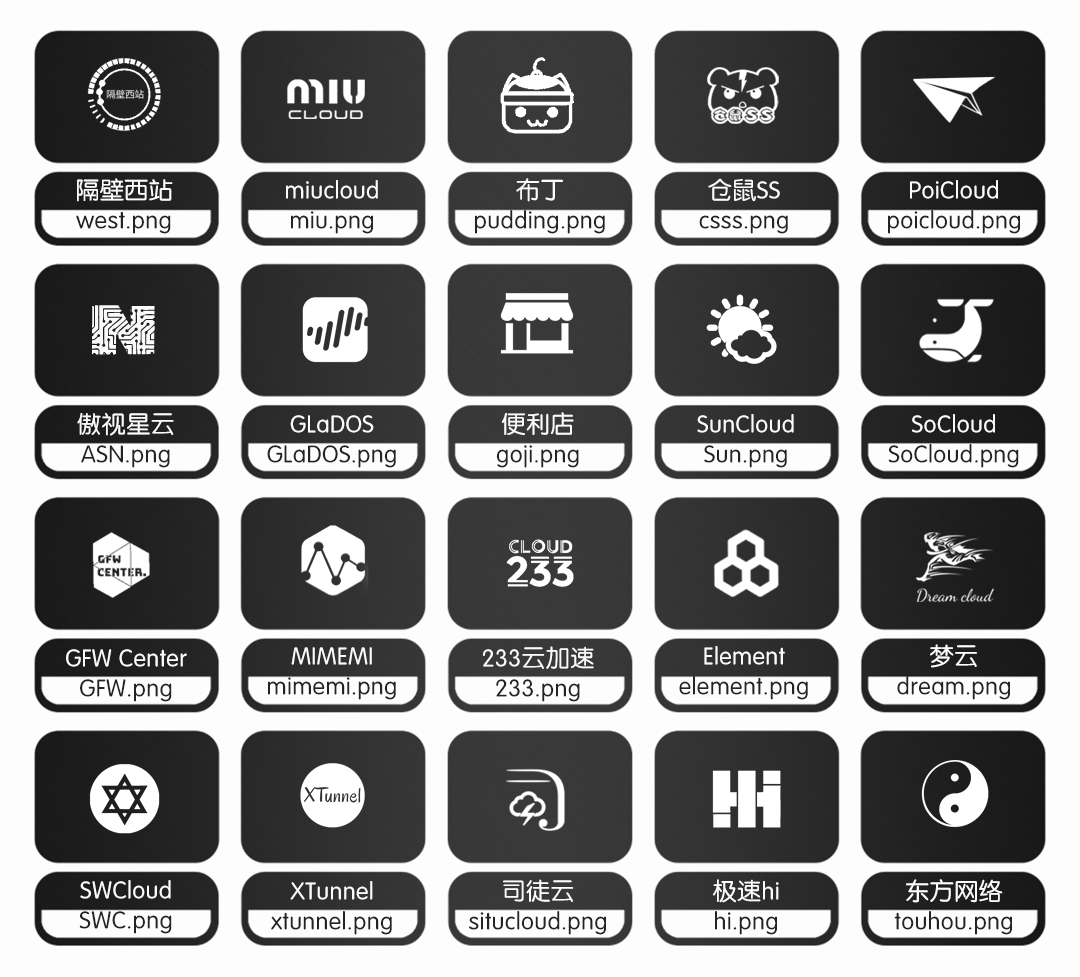 隔壁西站
MIU
CLOUD
CSSS
隔壁西站
west.png
miucloud
miu.png
布丁
pudding.png
仓鼠SS
csss.png
PoiCloud
poicloud.png
N
傲视星云
ASN.png
GLaDOS
GLaDOS.png
便利店
goji.png
SunCloud
Sun.png
SoCloud
SoCloud.png
GFW
CENTER.
CLOUD
233
Dream cloud
GFW Center
GFW.png
MIMEMI
mimemi.png
233云加速
233.png
Element
element.png
梦云
dream.png
XTunnel
Hi
SWCloud
SWC.png
XTunnel
xtunnel.png
司徒云
situcloud.png
极速hi
hi.png
东方网络
touhou.png